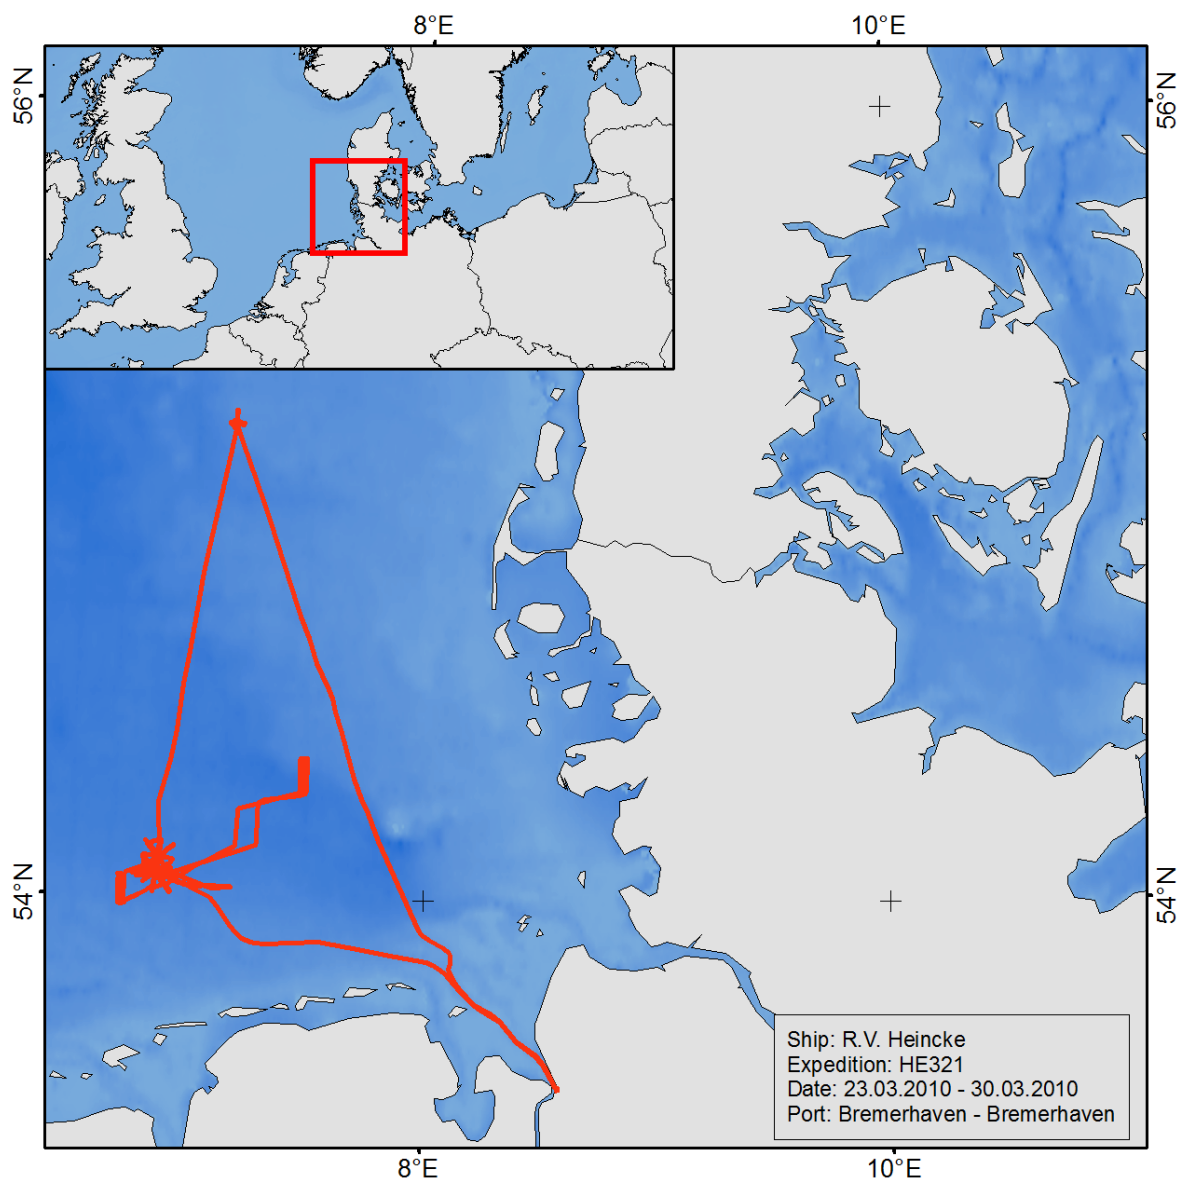 8°E
10°E
56°N
56°N
54°N
54°N
Ship: R.V. Heincke
Expedition: HE321
Date: 23.03.2010 - 30.03.2010
Port: Bremerhaven - Bremerhaven
8°E
10°E